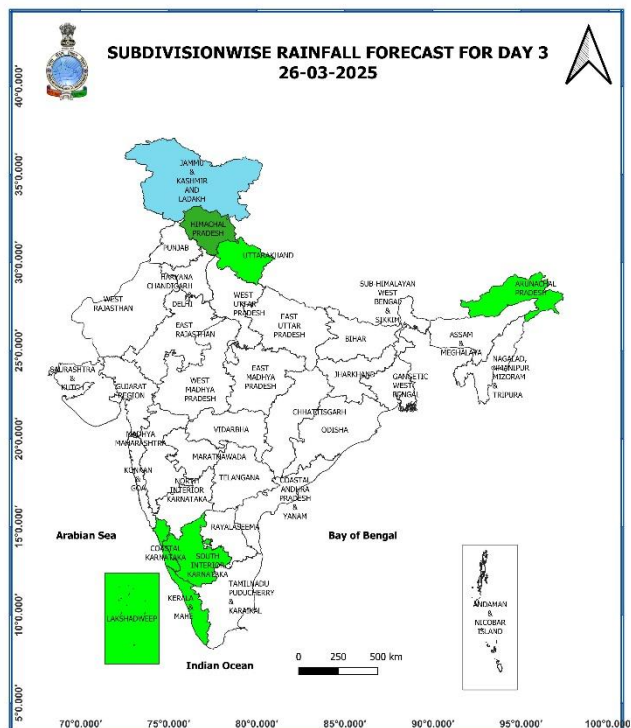 SUBDIVISIONWISE RAINFALL FORECAST FOR DAY 3
26-03-2025
40°0.000'
35°0.000'
30°0.000'
25°0.000'
20°0.000'
15°0.000'
10°0.000'
5°0.000'
JAMMU
&
KASHMIR
AND
LADAKH
HIMACHAL
PRADESH
PUNJAB
UTTARAKHAND
HARYANA
CHANDIGARH
&
DELHI
WEST
RAJASTHAN
WEST
UTTAR
PRADESH
EAST
RAJASTHAN
EAST
UTTAR
PRADESH
SUB-HIMALAYAN
WEST
BENGAL
&
SIKKIM
ARUNACHAL
PRADESH
ASSAM
&
MEGHALAYA
NAGALAD,
MANIPUR
MIZORAM &
TRIPURA
BIHAR
SAURASHTRA
&
KUTCH
GUJARAT
REGION
WEST
MADHYA
PRADESH
EAST
MADHYA
PRADESH
JHARKHAND
GANGETIC
WEST
BENGAL
CHHATTISGARH
ODISHA
VIDARBHA
MADHYA
MAHARASHTRA
MARATHAWADA
KONKAN
&
GOA
NORTH
INTERIOR
KARNATAKA
TELANGANA
COASTAL
ANDHRA
PRADESH
&
YANAM
RAYALASEEMA
Arabian Sea
Bay of Bengal
COASTAL
KARNATAKA
SOUTH
INTERIOR
KARNATAKA
TAMILNADU
PUDUCHERRY
&
KARAIKAL
KERALA
&
MAHE
LAKSHADWEEP
ANDAMAN
&
NICOBAR
ISLAND
Indian Ocean
0 250 500 km
70°0.000' 75°0.000' 80°0.000' 85°0.000' 90°0.000' 95°0.000' 100°0.000'